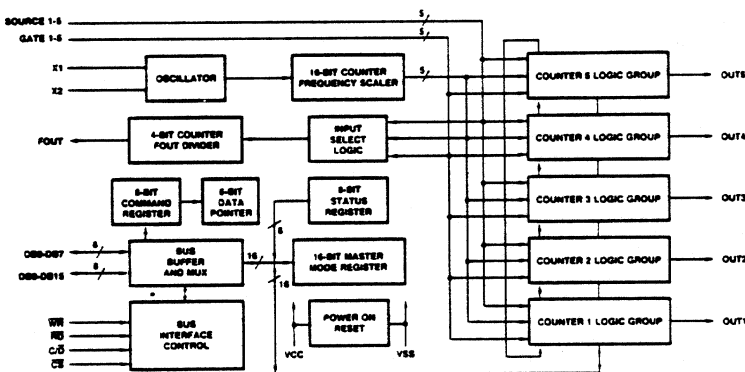 SOURCE 1-5
5
GATE 1-5
5
X1
X2
OSCILLATOR
16-BIT COUNTER
FREQUENCY SCALER
5
COUNTER 5 LOGIC GROUP
OUT5
FOUT
4-BIT COUNTER
FOUT DIVIDER
INPUT
SELECT
LOGIC
COUNTER 4 LOGIC GROUP
OUT4
8-BIT
COMMAND
REGISTER
6-BIT
DATA
POINTER
8-BIT
STATUS
REGISTER
COUNTER 3 LOGIC GROUP
OUT3
8
DB0-DB7
8
DB8-DB15
BUS
BUFFER
AND MUX
16
8
16-BIT MASTER
MODE REGISTER
16
COUNTER 2 LOGIC GROUP
OUT2
WR
RD
C/D
CS
BUS
INTERFACE
CONTROL
POWER ON
RESET
VCC
VSS
COUNTER 1 LOGIC GROUP
OUT1